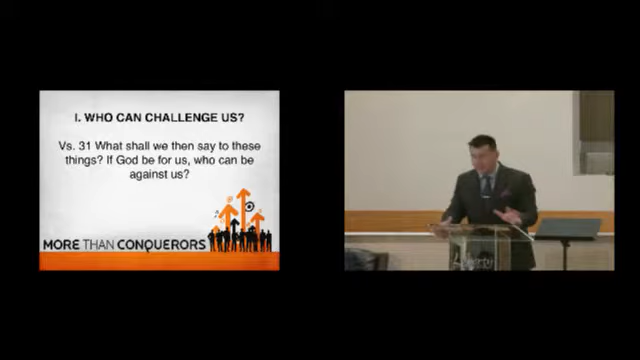 I. WHO CAN CHALLENGE US?
Vs. 31 What shall we then say to these
things? If God be for us, who can be
against us?
MORE THAN CONQUERORS
Liberty